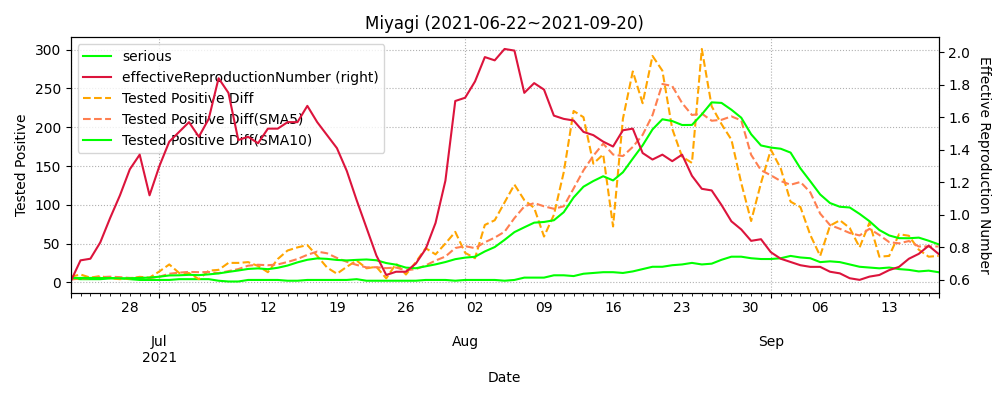 Miyagi (2021-06-22~2021-09-20)
serious
effectiveReproductionNumber (right)
Tested Positive Diff
Tested Positive Diff(SMA5)
Tested Positive Diff(SMA10)
Tested Positive
300
250
200
150
100
50
0
Effective Reproduction Number
2.0
1.8
1.6
1.4
1.2
1.0
0.8
0.6
28 05 12 19 26 02 09 16 23 30 06 13
Jul Aug Sep
2021
Date